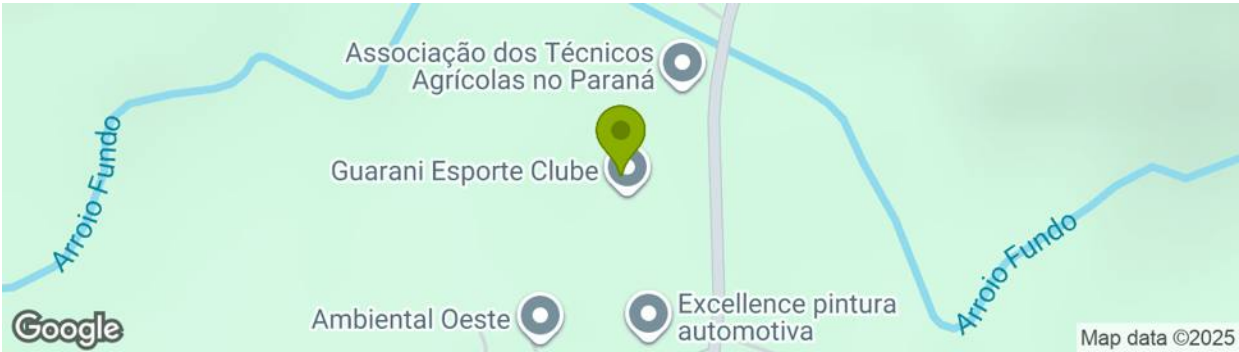 Associação dos Técnicos
Agrícolas no Paraná
Guarani Esporte Clube
Arroio Fundo
Arroio Fundo
Ambiental Oeste
Excellence pintura
automotiva
Google
Map data ©2025